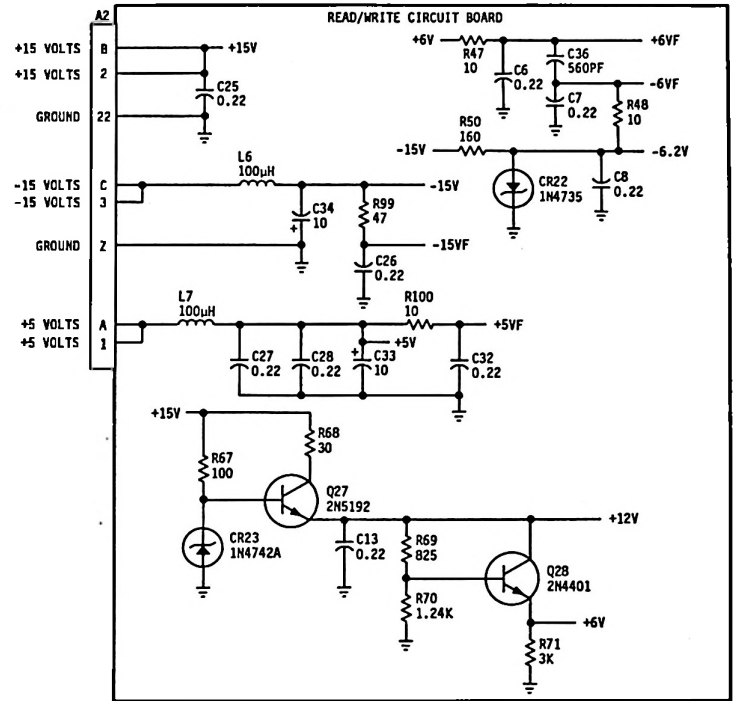 READ/WRITE CIRCUIT BOARD
A2
+15 VOLTS B +15V
+15 VOLTS 2
C25
0.22
GROUND 22
+6V
R47
10
C6
0.22
C36
560PF
+6VF
C7
0.22
-6VF
R48
10
-15V
R50
160
-6.2V
CR22
1N4735
C8
0.22
-15 VOLTS C
-15 VOLTS 3
L6
100µH
-15V
C34
+
10
R99
47
GROUND Z
-15VF
C26
0.22
+5 VOLTS A
+5 VOLTS 1
L7
100µH
R100
10
+5VF
+5V
C27
0.22
C28
0.22
+
C33
10
C32
0.22
+15V
R67
100
R68
30
Q27
2N5192
CR23
1N4742A
C13
0.22
R69
825
+12V
Q28
2N4401
R70
1.24K
+6V
R71
3K